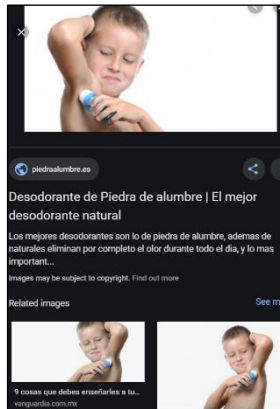 piedraalumbre.es
Desodorante de Piedra de alumbre | El mejor
desodorante natural
Los mejores desodorantes son lo de piedra de alumbre, ademas de
naturales eliminan por completo el olor durante todo el día, y lo mas
important...
Images may be subject to copyright. Find out more
Related images
See m
9 cosas que debes enseñarles a tu...
vanguardia.com.mx